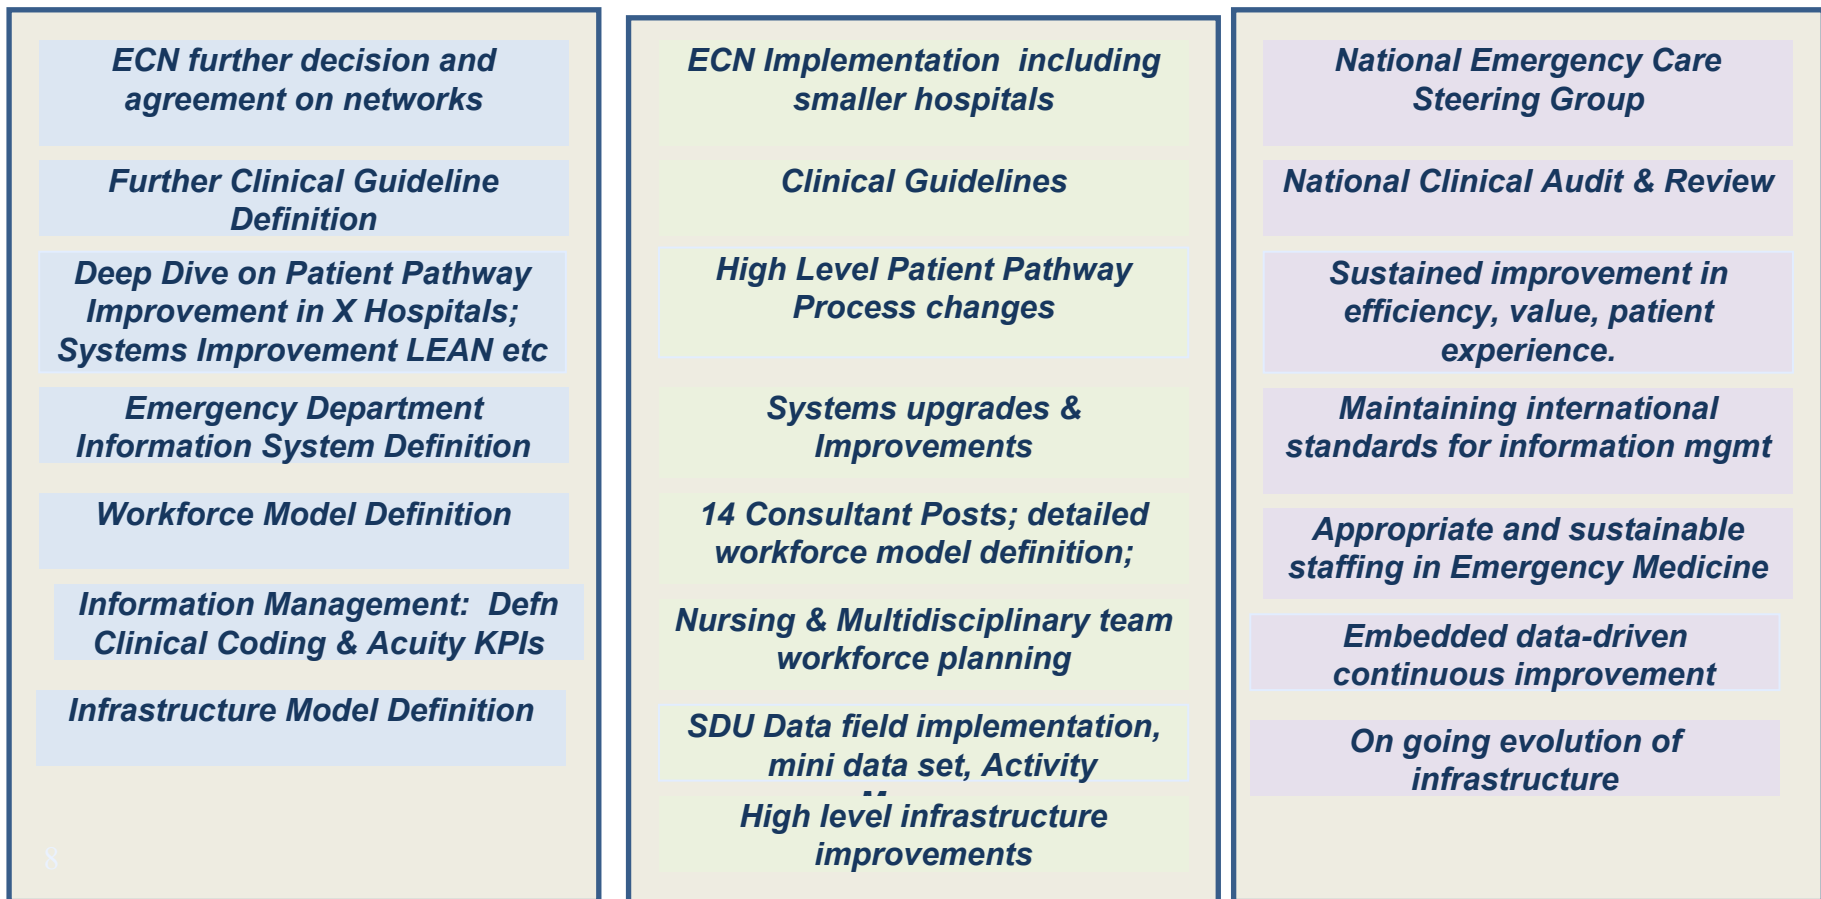 ECN further decision and
agreement on networks
Further Clinical Guideline
Definition
Deep Dive on Patient Pathway
Improvement in X Hospitals;
Systems Improvement LEAN etc
Emergency Department
Information System Definition
Workforce Model Definition
Information Management: Defn
Clinical Coding & Acuity KPIs
Infrastructure Model Definition
8
ECN Implementation including
smaller hospitals
Clinical Guidelines
High Level Patient Pathway
Process changes
Systems upgrades &
Improvements
14 Consultant Posts; detailed
workforce model definition;
Nursing & Multidisciplinary team
workforce planning
SDU Data field implementation,
mini data set, Activity
High level infrastructure
improvements
National Emergency Care
Steering Group
National Clinical Audit & Review
Sustained improvement in
efficiency, value, patient
experience.
Maintaining international
standards for information mgmt
Appropriate and sustainable
staffing in Emergency Medicine
Embedded data-driven
continuous improvement
On going evolution of
infrastructure